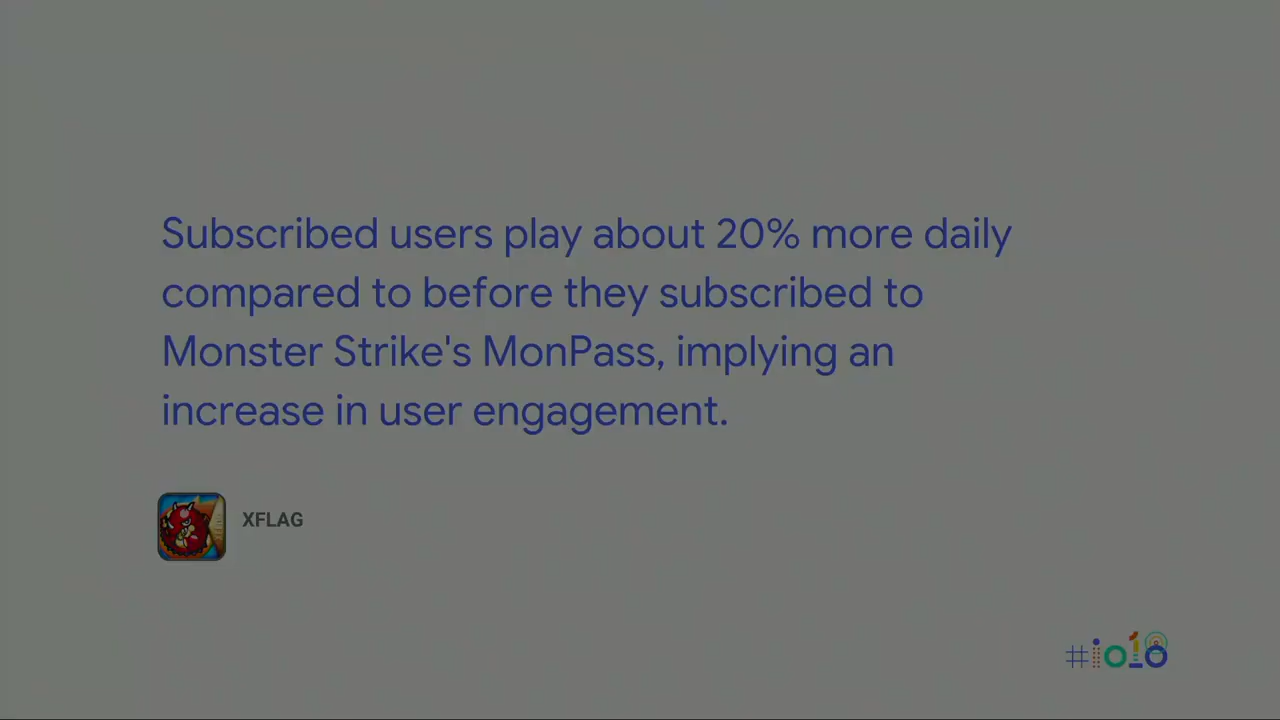 Subscribed users play about 20% more daily
compared to before they subscribed to
Monster Strike's MonPass, implying an
increase in user engagement.
XFLAG
#io18